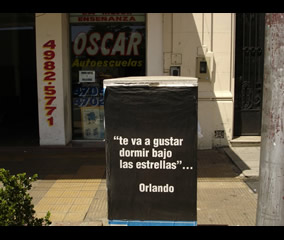 ENSEÑANZA
OSCAR
Autoescuelas
4982-5771
"te va a gustar
dormir bajo
las estrellas"...
Orlando